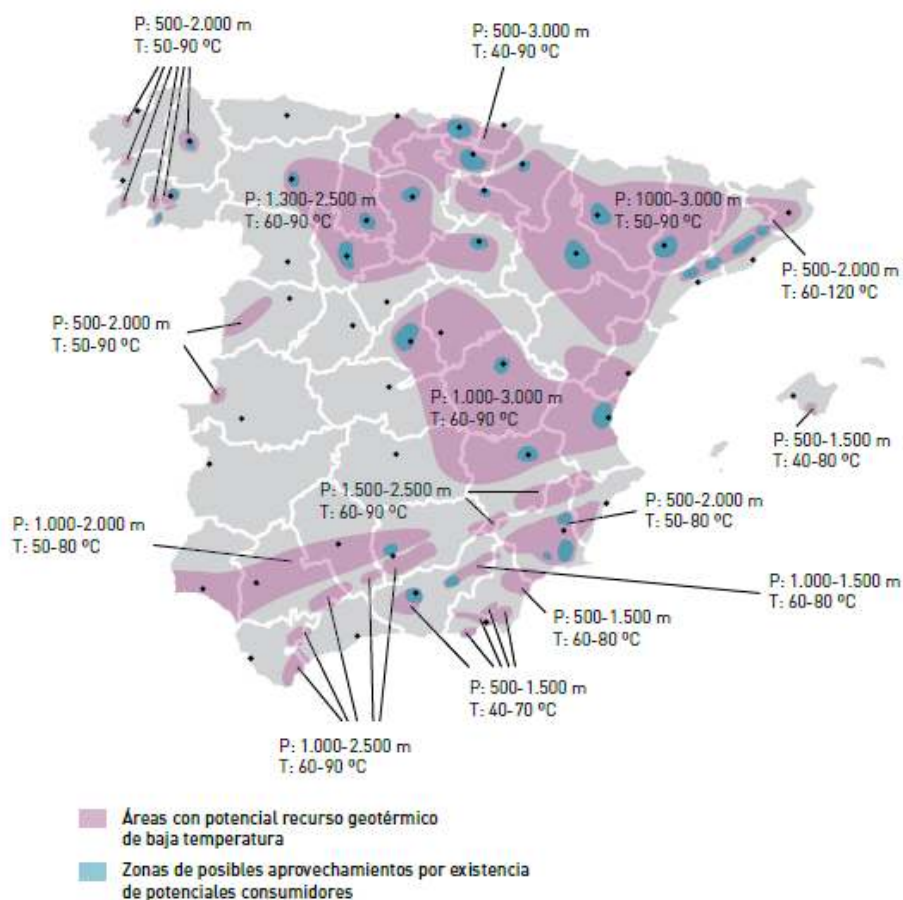 P: 500-2.000 m
T: 50-90 ºC
P: 500-3.000 m
T: 40-90 ºC
P: 1.300-2.500 m
T: 60-90 ºC
P: 1000-3.000 m
T: 50-90 ºC
P: 500-2.000 m
T: 60-120 ºC
P: 500-2.000 m
T: 50-90 ºC
P: 1.000-3.000 m
T: 60-90 ºC
P: 500-1.500 m
T: 40-80 ºC
P: 1.500-2.500 m
T: 60-90 ºC
P: 500-2.000 m
T: 50-80 ºC
P: 1.000-2.000 m
T: 50-80 ºC
P: 1.000-1.500 m
T: 60-80 ºC
P: 500-1.500 m
T: 60-80 ºC
P: 500-1.500 m
T: 40-70 ºC
P: 1.000-2.500 m
T: 60-90 ºC
Áreas con potencial recurso geotérmico
de baja temperatura
Zonas de posibles aprovechamientos por existencia
de potenciales consumidores